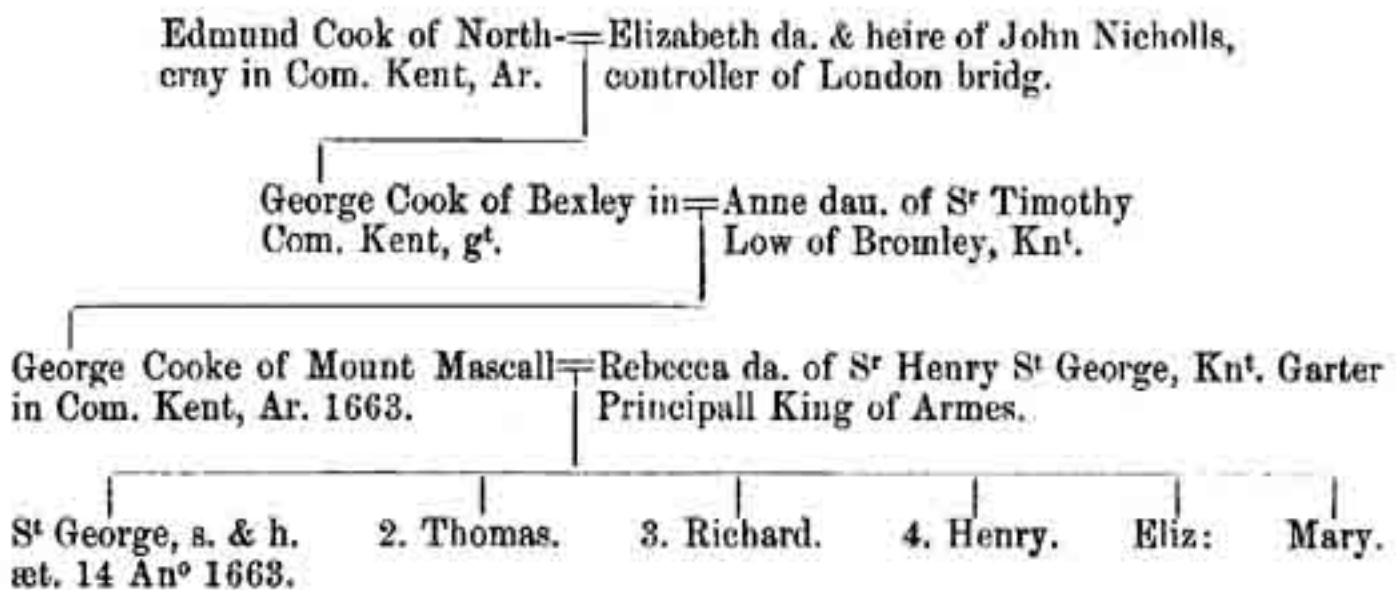 Edmund Cook of North-=Elizabeth da. & heire of John Nicholls,
cray in Com. Kent, Ar. controller of London bridg.
George Cook of Bexley in=Anne dau. of Sʳ Timothy
Com. Kent, gᵗ. Low of Bromley, Knᵗ.
George Cooke of Mount Mascall=Rebecca da. of Sʳ Henry Sᵗ George, Knᵗ. Garter
in Com. Kent, Ar. 1663. Principall King of Armes.
Sᵗ George, s. & h. 2. Thomas. 3. Richard. 4. Henry. Eliz: Mary.
æt. 14 Anᵒ 1663.